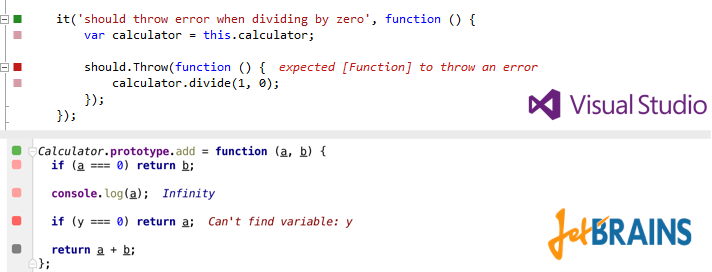 it('should throw error when dividing by zero', function () {
var calculator = this.calculator;
should.Throw(function () { expected [Function] to throw an error
calculator.divide(1, 0);
});
});
Visual Studio
Calculator.prototype.add = function (a, b) {
if (a === 0) return b;
console.log(a); Infinity
if (y === 0) return a; Can't find variable: y
return a + b;
};
JetBRAINS